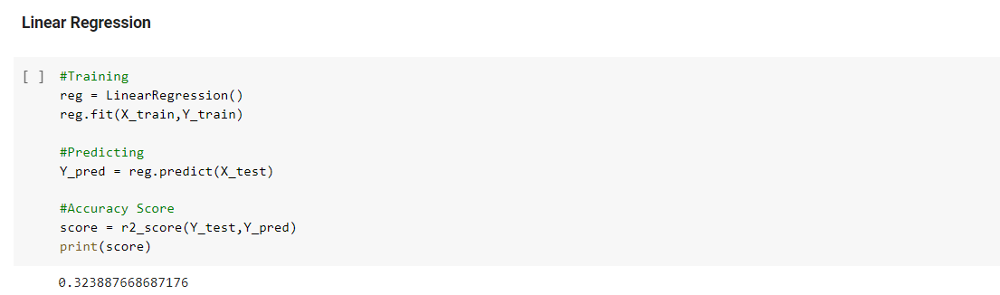 Linear Regression
[ ] #Training
reg = LinearRegression()
reg.fit(X_train,Y_train)
#Predicting
Y_pred = reg.predict(X_test)
#Accuracy Score
score = r2_score(Y_test,Y_pred)
print(score)
0.323887668687176